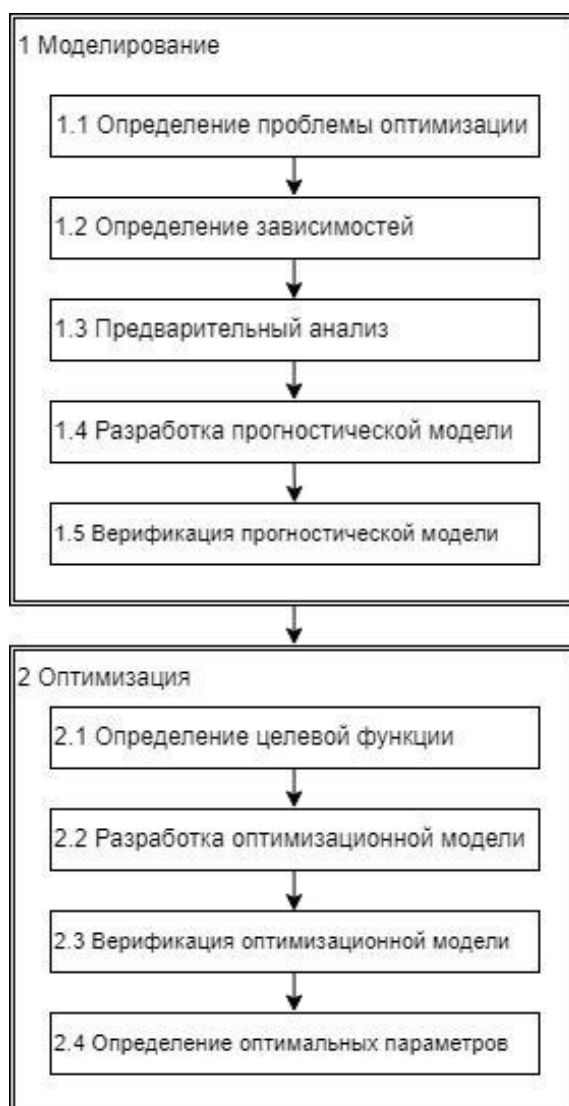 1 Моделирование
1.1 Определение проблемы оптимизации
1.2 Определение зависимостей
1.3 Предварительный анализ
1.4 Разработка прогностической модели
1.5 Верификация прогностической модели
2 Оптимизация
2.1 Определение целевой функции
2.2 Разработка оптимизационной модели
2.3 Верификация оптимизационной модели
2.4 Определение оптимальных параметров